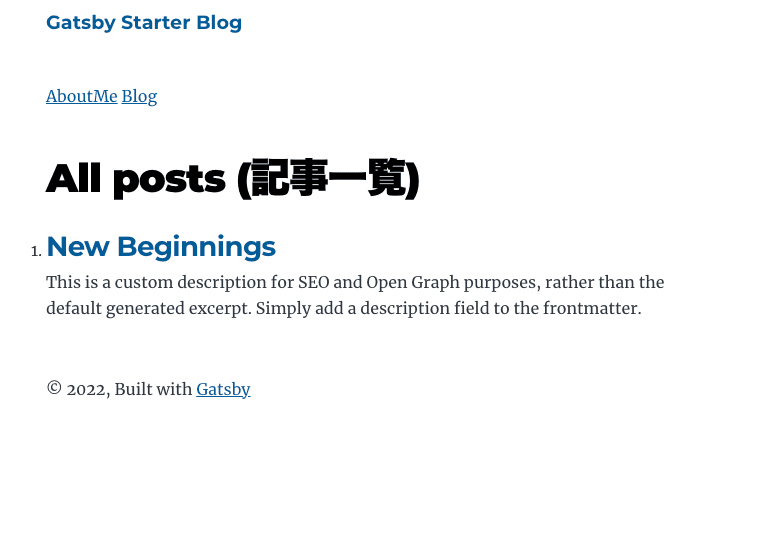 Gatsby Starter Blog
AboutMe Blog
All posts (記事一覧)
1. New Beginnings
This is a custom description for SEO and Open Graph purposes, rather than the
default generated excerpt. Simply add a description field to the frontmatter.
© 2022, Built with Gatsby